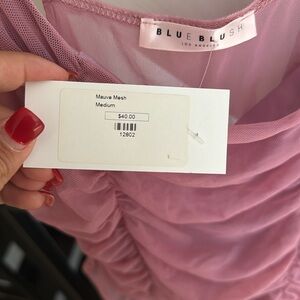 BLUE BLUSH
LOS ANGELES
Mauve Mesh
Medium
$40.00
12802